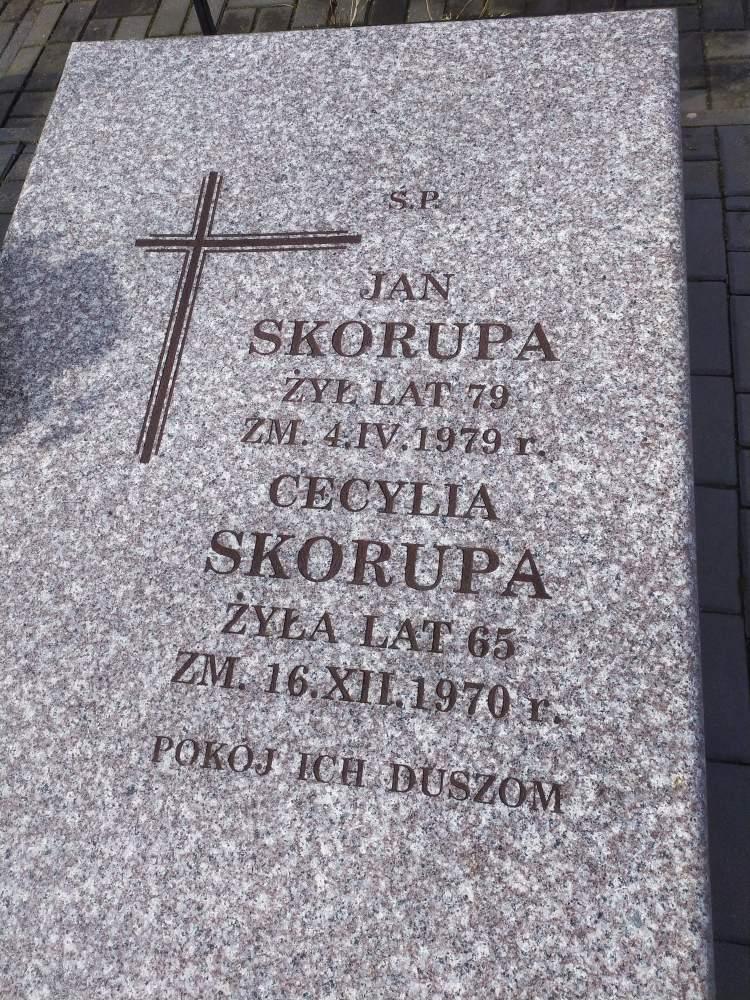 Ś.P.
JAN
SKORUPA
ŻYŁ LAT 79
ZM. 4.IV.1979 r.
CECYLIA
SKORUPA
ŻYŁA LAT 65
ZM. 16.XII.1970 r.
POKÓJ ICH DUSZOM